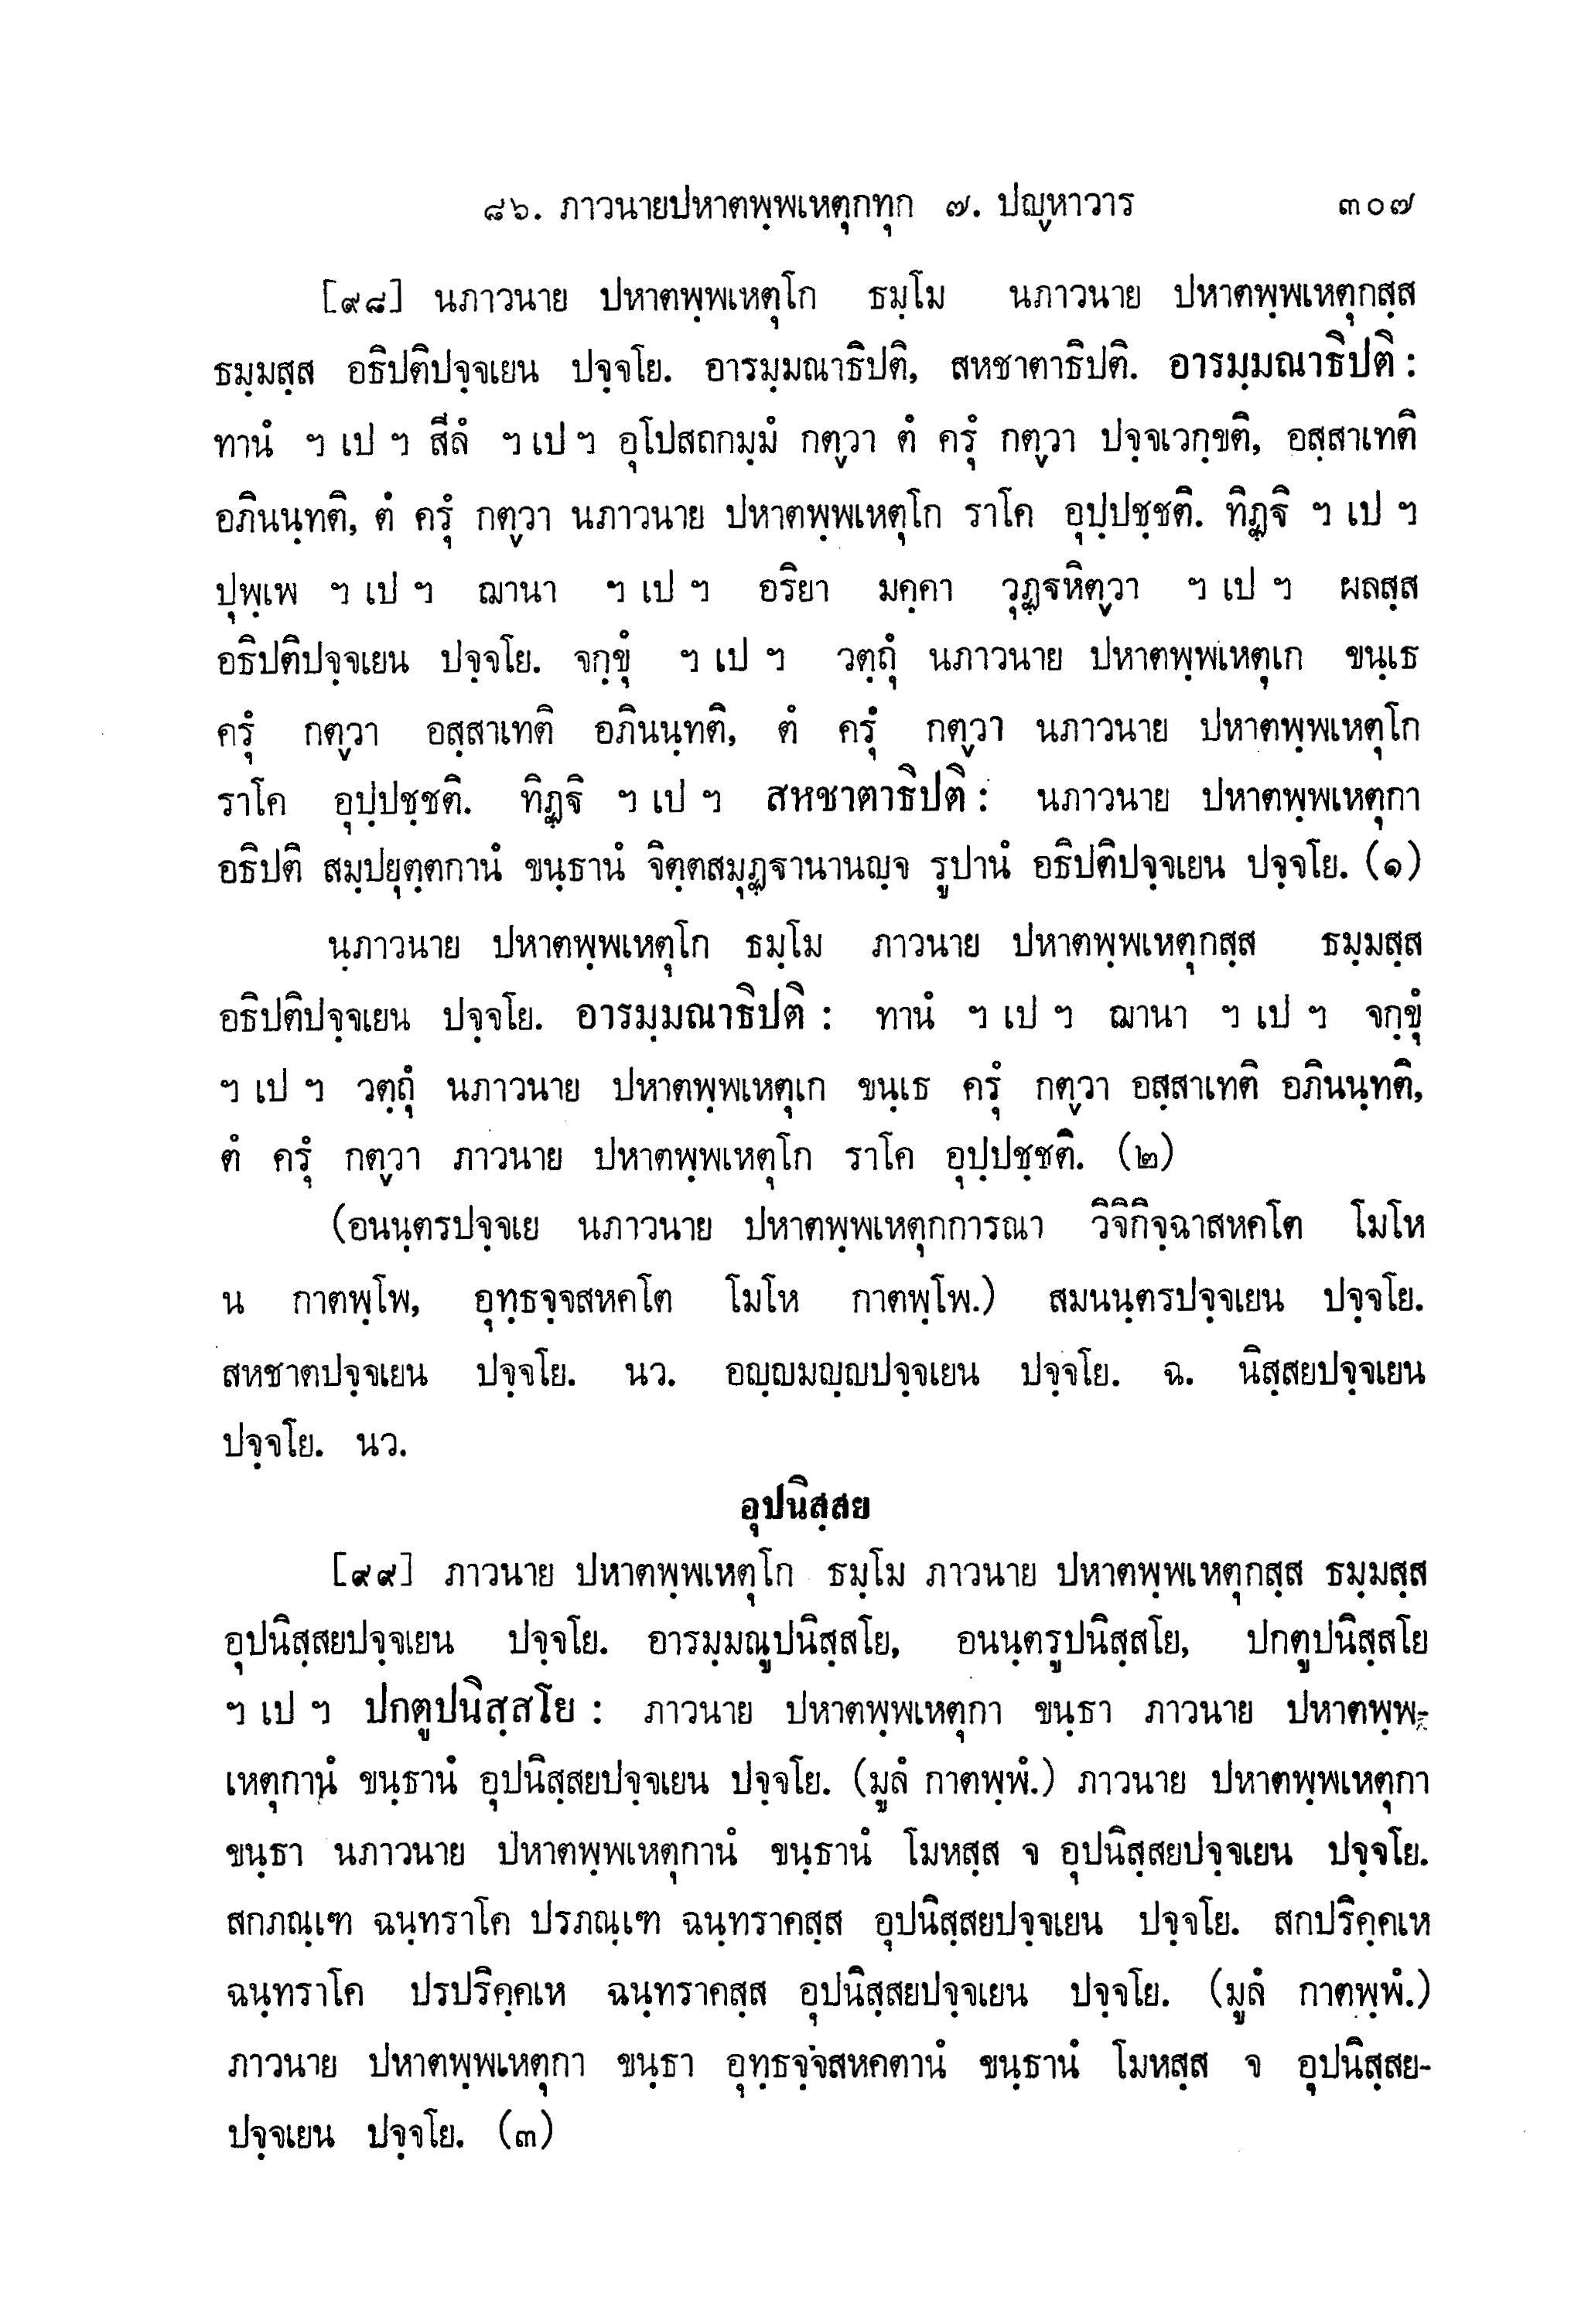 ๘๖. ภาวนายปหาตพฺพเหตุกทุก ๗. ปญฺหาวาร ๓๐๗
[๙๘] นภาวนาย ปหาตพฺพเหตุโก ธมฺโม นภาวนาย ปหาตพฺพเหตุกสฺส
ธมฺมสฺส อธิปติปจฺจเยน ปจฺจโย. อารมฺมณาธิปติ, สหชาตาธิปติ. อารมฺมณาธิปติ :
ทานํ ฯ เป ฯ สีลํ ฯ เป ฯ อุโปสถกมฺมํ กตฺวา ตํ ครุํ กตฺวา ปจฺจเวกฺขติ, อสฺสาเทติ
อภินนฺทติ, ตํ ครุํ กตฺวา นภาวนาย ปหาตพฺพเหตุโก ราโค อุปฺปชฺชติ. ทิฏฺฐิ ฯ เป ฯ
ปุพฺเพ ฯ เป ฯ ฌานา ฯ เป ฯ อริยา มคฺคา วุฏฺฐหิตฺวา ฯ เป ฯ ผลสฺส
อธิปติปจฺจเยน ปจฺจโย. จกฺขุํ ฯ เป ฯ วตฺถุํ นภาวนาย ปหาตพฺพเหตุเก ขนฺเธ
ครุํ กตฺวา อสฺสาเทติ อภินนฺทติ, ตํ ครุํ กตฺวา นภาวนาย ปหาตพฺพเหตุโก
ราโค อุปฺปชฺชติ. ทิฏฺฐิ ฯ เป ฯ สหชาตาธิปติ : นภาวนาย ปหาตพฺพเหตุกา
อธิปติ สมฺปยุตฺตกานํ ขนฺธานํ จิตฺตสมุฏฺฐานานญฺจ รูปานํ อธิปติปจฺจเยน ปจฺจโย. (๑)
นภาวนาย ปหาตพฺพเหตุโก ธมฺโม ภาวนาย ปหาตพฺพเหตุกสฺส ธมฺมสฺส
อธิปติปจฺจเยน ปจฺจโย. อารมฺมณาธิปติ : ทานํ ฯ เป ฯ ฌานา ฯ เป ฯ จกฺขุํ
ฯ เป ฯ วตฺถุํ นภาวนาย ปหาตพฺพเหตุเก ขนฺเธ ครุํ กตฺวา อสฺสาเทติ อภินนฺทติ,
ตํ ครุํ กตฺวา ภาวนาย ปหาตพฺพเหตุโก ราโค อุปฺปชฺชติ. (๒)
(อนนฺตรปจฺจเย นภาวนาย ปหาตพฺพเหตุกการณา วิจิกิจฺฉาสหคโต โมโห
น กาตพฺโพ, อุทฺธจฺจสหคโต โมโห กาตพฺโพ.) สมนนฺตรปจฺจเยน ปจฺจโย.
สหชาตปจฺจเยน ปจฺจโย. นว. อญฺญมญฺญปจฺจเยน ปจฺจโย. ฉ. นิสฺสยปจฺจเยน
ปจฺจโย. นว.
อุปนิสฺสย
[๙๙] ภาวนาย ปหาตพฺพเหตุโก ธมฺโม ภาวนาย ปหาตพฺพเหตุกสฺส ธมฺมสฺส
อุปนิสฺสยปจฺจเยน ปจฺจโย. อารมฺมณูปนิสฺสโย, อนนฺตรูปนิสฺสโย, ปกตูปนิสฺสโย
ฯ เป ฯ ปกตูปนิสฺสโย : ภาวนาย ปหาตพฺพเหตุกา ขนฺธา ภาวนาย ปหาตพฺพ-
เหตุกานํ ขนฺธานํ อุปนิสฺสยปจฺจเยน ปจฺจโย. (มูลํ กาตพฺพํ.) ภาวนาย ปหาตพฺพเหตุกา
ขนฺธา นภาวนาย ปหาตพฺพเหตุกานํ ขนฺธานํ โมหสฺส จ อุปนิสฺสยปจฺจเยน ปจฺจโย.
สกภณฺเฑ ฉนฺทราโค ปรภณฺเฑ ฉนฺทราคสฺส อุปนิสฺสยปจฺจเยน ปจฺจโย. สกปริคฺคเห
ฉนฺทราโค ปรปริคฺคเห ฉนฺทราคสฺส อุปนิสฺสยปจฺจเยน ปจฺจโย. (มูลํ กาตพฺพํ.)
ภาวนาย ปหาตพฺพเหตุกา ขนฺธา อุทฺธจฺจสหคตานํ ขนฺธานํ โมหสฺส จ อุปนิสฺสย-
ปจฺจเยน ปจฺจโย. (๓)